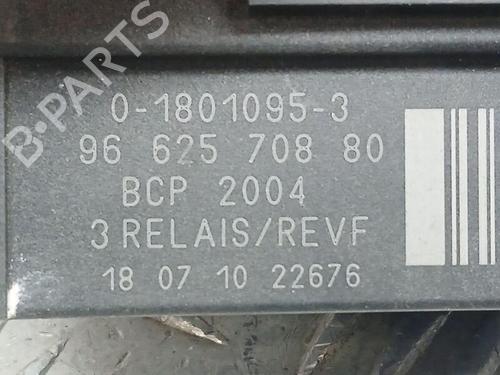 B-PARTS
0-1801095-3
96 625 708 80
BCP 2004
3 RELAIS/REVF
18 07 10 22676